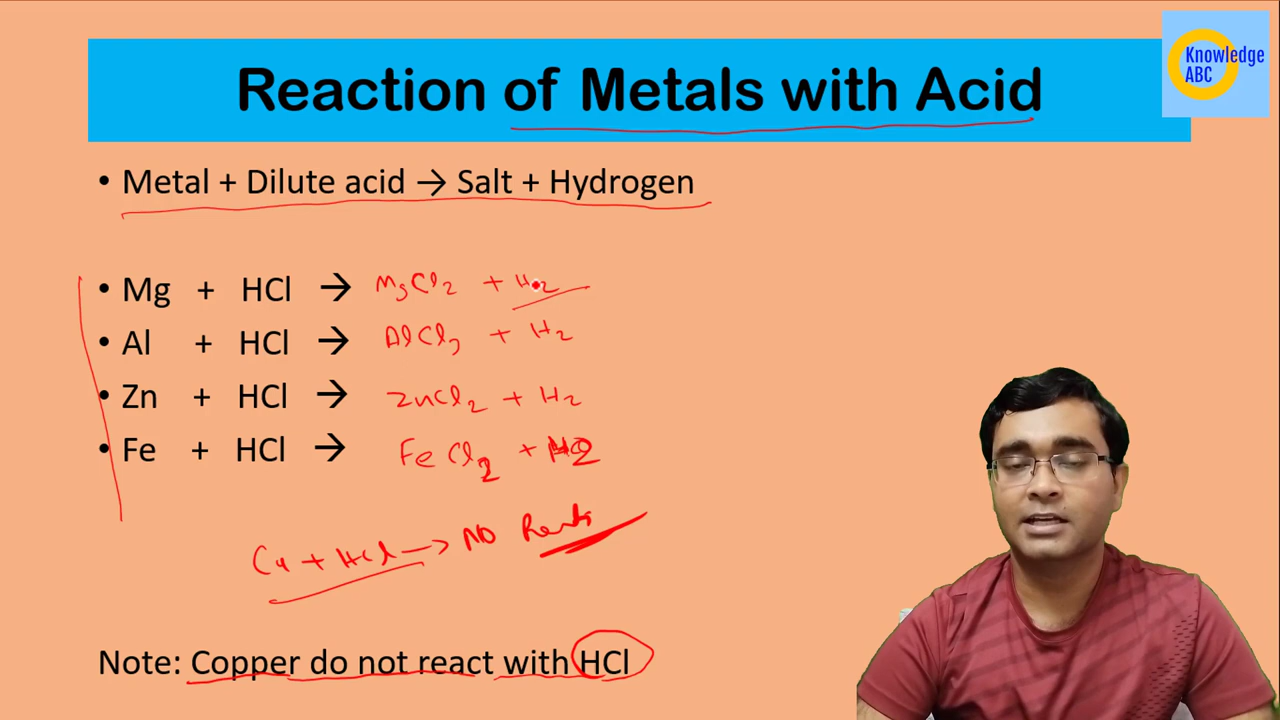 Reaction of Metals with Acid
Knowledge
ABC
• Metal + Dilute acid → Salt + Hydrogen
• Mg + HCl → MgCl2 + H2
• Al + HCl → AlCl3 + H2
• Zn + HCl → ZnCl2 + H2
• Fe + HCl → FeCl2 + H2
Cu + HCl → NO
Note: Copper do not react with HCl